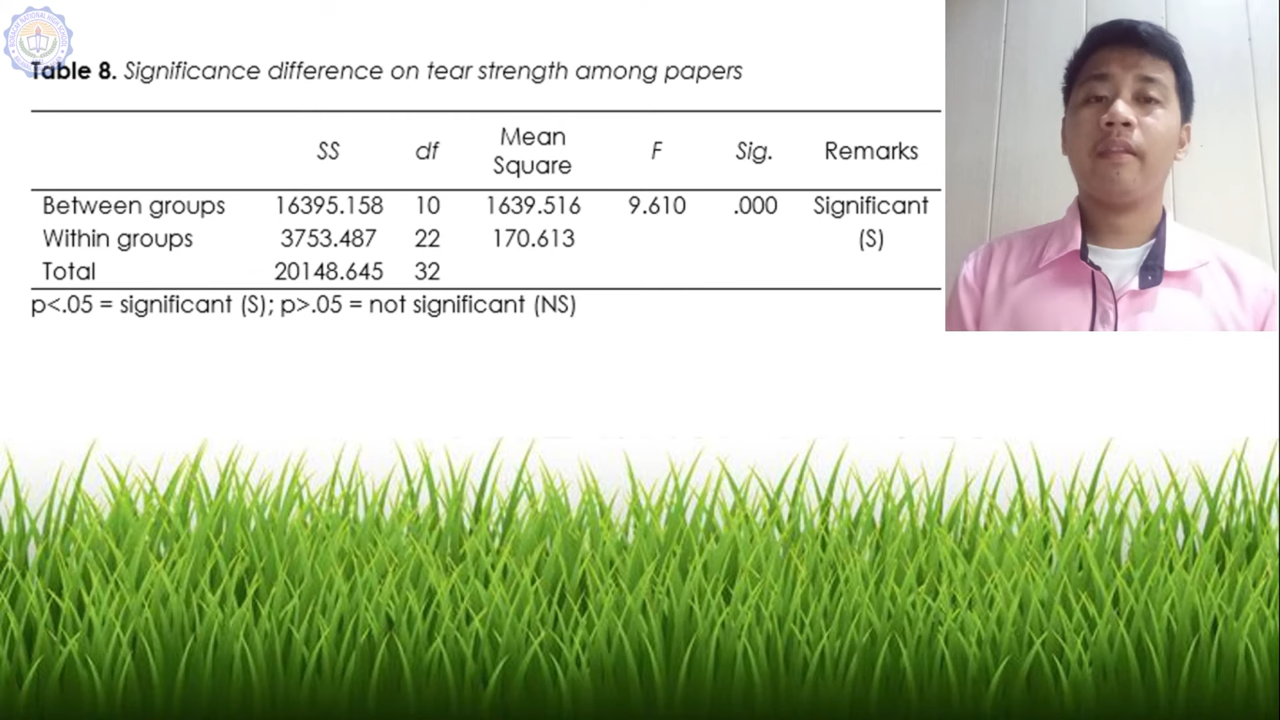 Table 8. Significance difference on tear strength among papers
SS df Mean Square F Sig. Remarks
Between groups 16395.158 10 1639.516 9.610 .000 Significant
Within groups 3753.487 22 170.613 (S)
Total 20148.645 32
p<.05 = significant (S); p>.05 = not significant (NS)